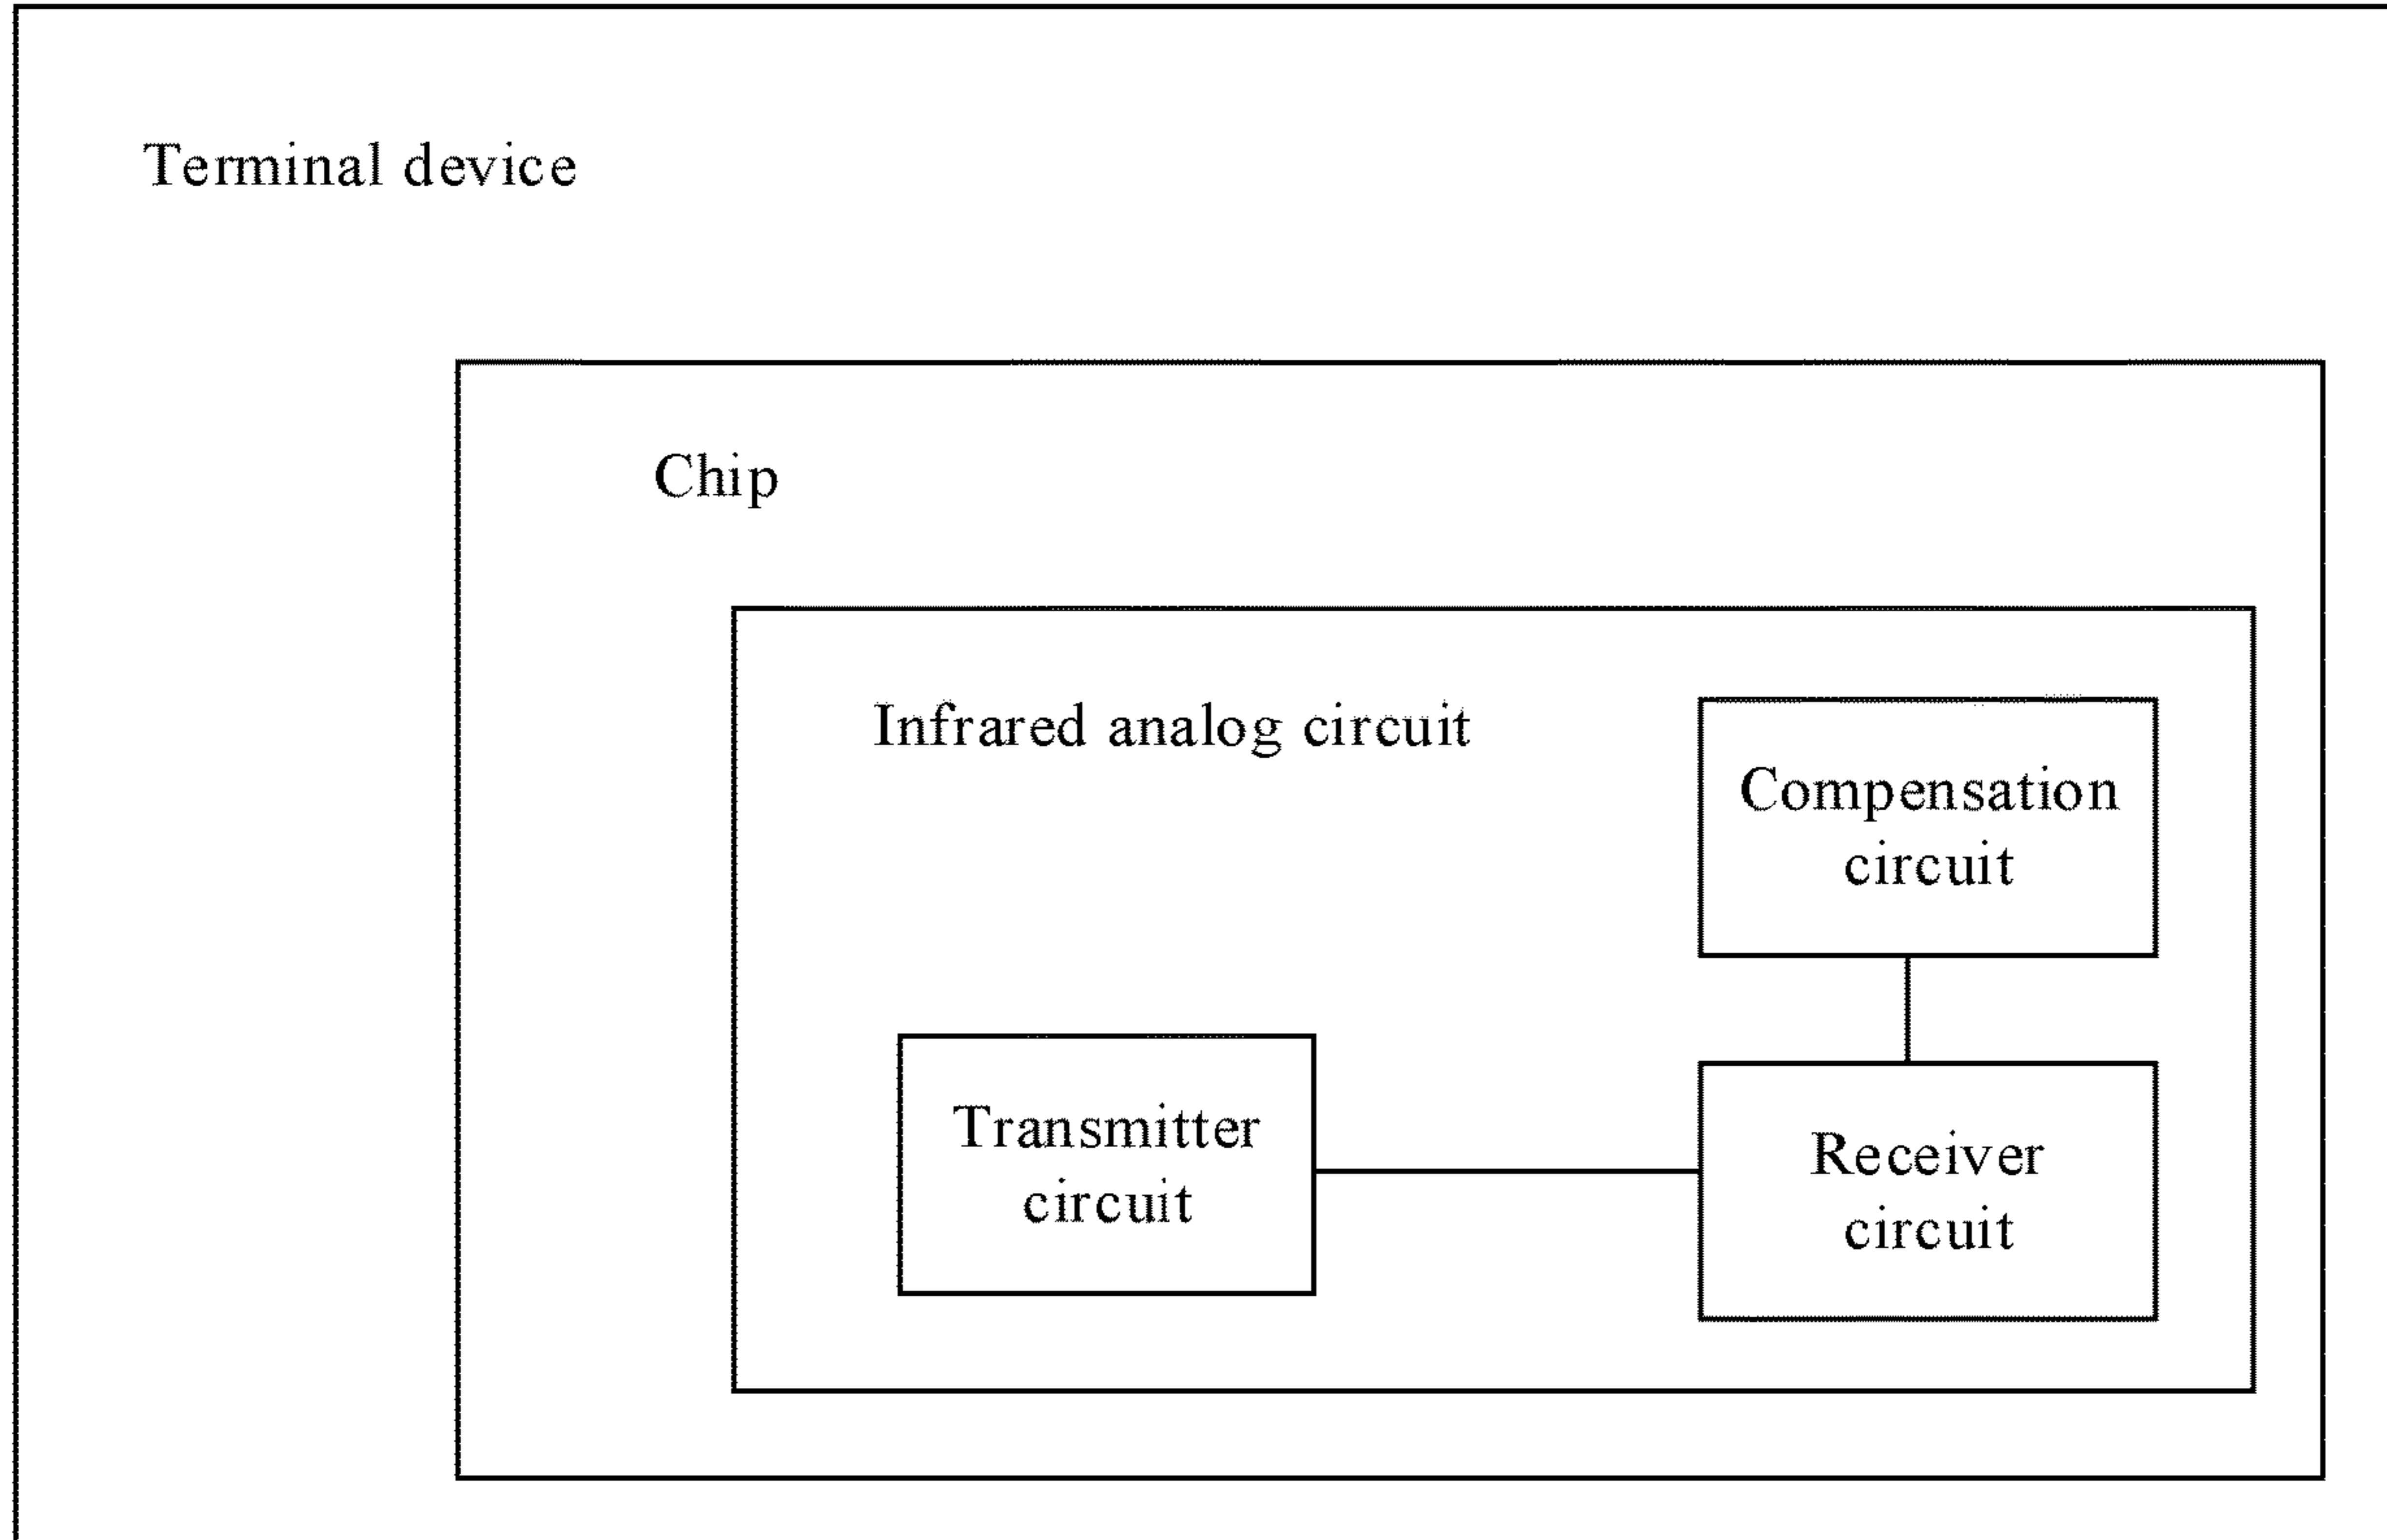 Terminal device
Chip
Infrared analog circuit
Compensation
circuit
Transmitter
circuit
Receiver
circuit